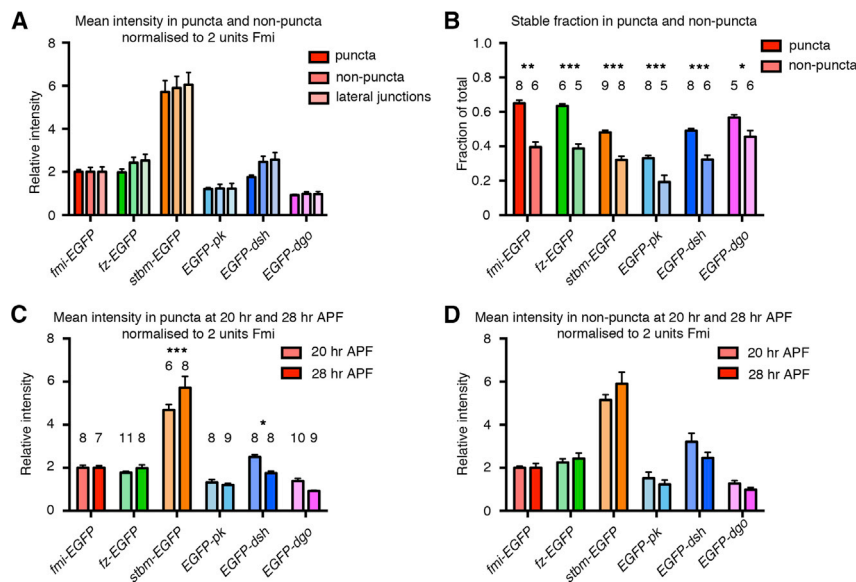 A
Mean intensity in puncta and non-puncta
normalised to 2 units Fmi
8
6
4
2
0
Relative intensity
puncta
non-puncta
lateral junctions
fmi-EGFP
fz-EGFP
stbm-EGFP
EGFP-pk
EGFP-dsh
EGFP-dgo
B
Stable fraction in puncta and non-puncta
1.0
0.8
0.6
0.4
0.2
0
Fraction of total
puncta
non-puncta
** *** *** *** *** *
8 6 6 5 9 8 8 5 8 6 5 6
fmi-EGFP
fz-EGFP
stbm-EGFP
EGFP-pk
EGFP-dsh
EGFP-dgo
C
Mean intensity in puncta at 20 hr and 28 hr APF
normalised to 2 units Fmi
8
6
4
2
0
Relative intensity
20 hr APF
28 hr APF
***
6 8
*
8 7 11 8 8 9 8 8 10 9
fmi-EGFP
fz-EGFP
stbm-EGFP
EGFP-pk
EGFP-dsh
EGFP-dgo
D
Mean intensity in non-puncta at 20 hr and 28 hr APF
normalised to 2 units Fmi
8
6
4
2
0
Relative intensity
20 hr APF
28 hr APF
fmi-EGFP
fz-EGFP
stbm-EGFP
EGFP-pk
EGFP-dsh
EGFP-dgo